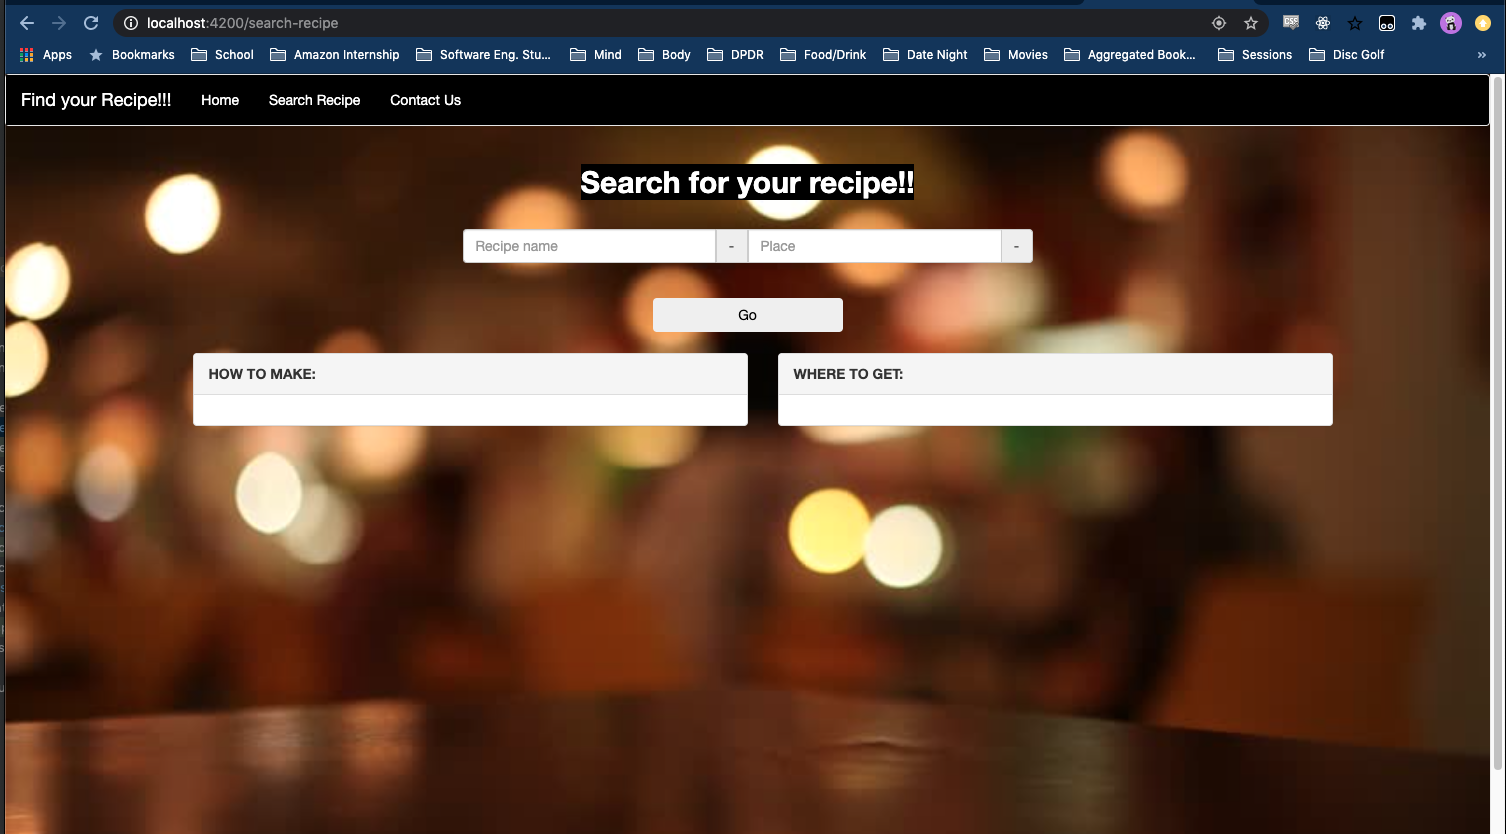 localhost:4200/search-recipe
Apps Bookmarks School Amazon Internship Software Eng. Stu... Mind Body DPDR Food/Drink Date Night Movies Aggregated Book... Sessions Disc Golf »
Find your Recipe!!! Home Search Recipe Contact Us
Search for your recipe!!
Recipe name - Place -
Go
HOW TO MAKE: WHERE TO GET: